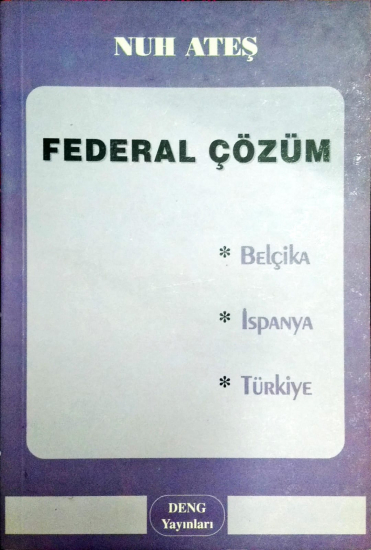 NUH ATEŞ
FEDERAL ÇÖZÜM
* Belçika
* İspanya
* Türkiye
DENG
Yayınları